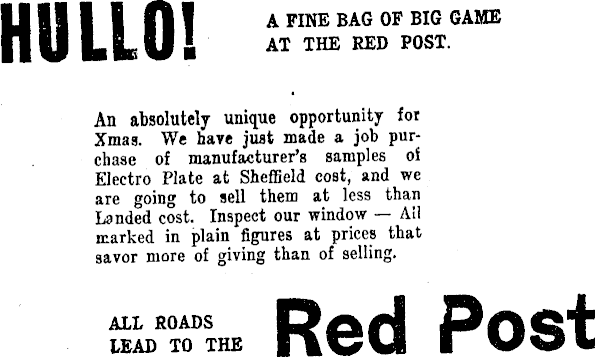 HULLO!
A FINE BAG OF BIG GAME
AT THE RED POST.
An absolutely unique opportunity for
Xmas. We have just made a job pur-
chase of manufacturer's samples of
Electro Plate at Sheffield cost, and we
are going to sell them at less than
Landed cost. Inspect our window — All
marked in plain figures at prices that
savor more of giving than of selling.
ALL ROADS
LEAD TO THE
Red Post